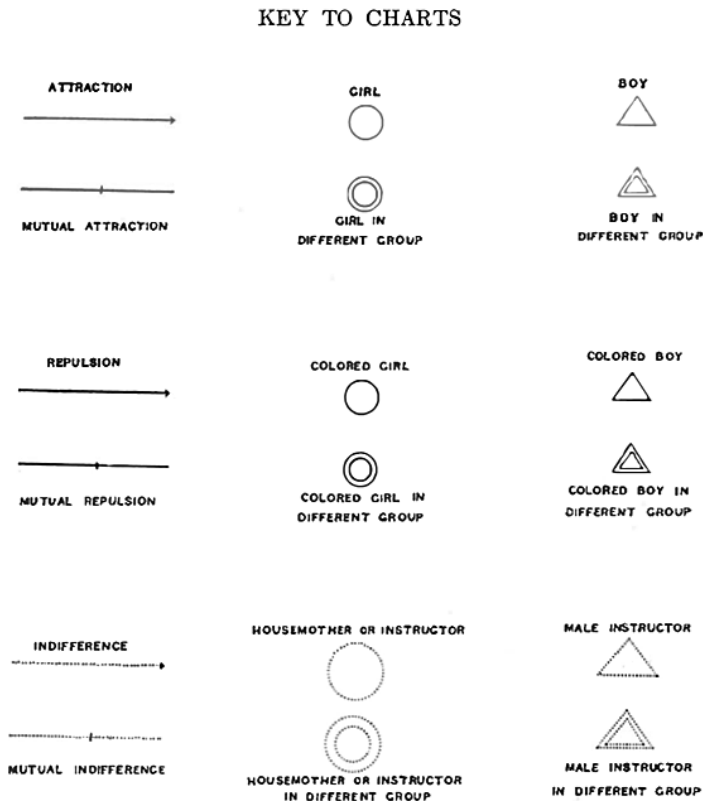 KEY TO CHARTS
ATTRACTION
GIRL
BOY
MUTUAL ATTRACTION
GIRL IN
DIFFERENT GROUP
BOY IN
DIFFERENT GROUP
REPULSION
COLORED GIRL
COLORED BOY
MUTUAL REPULSION
COLORED GIRL IN
DIFFERENT GROUP
COLORED BOY IN
DIFFERENT GROUP
INDIFFERENCE
HOUSEMOTHER OR INSTRUCTOR
MALE INSTRUCTOR
MUTUAL INDIFFERENCE
HOUSEMOTHER OR INSTRUCTOR
IN DIFFERENT GROUP
MALE INSTRUCTOR
IN DIFFERENT GROUP